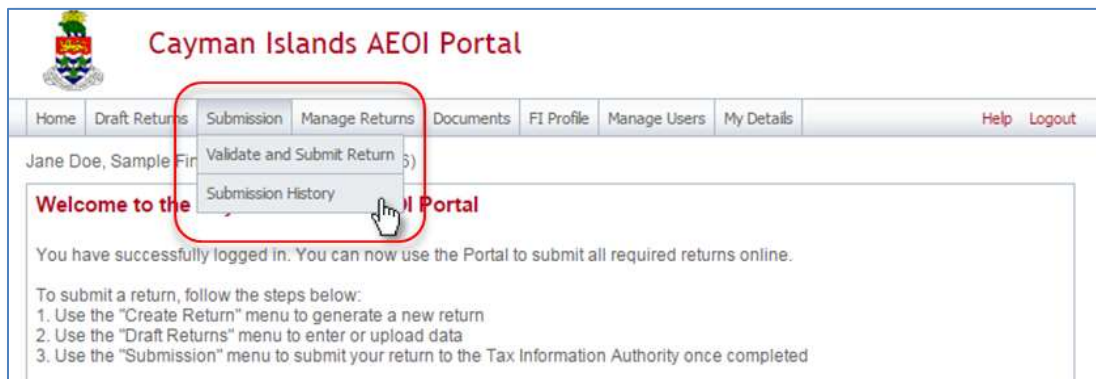 Cayman Islands AEOI Portal
Home Draft Returns Submission Manage Returns Documents FI Profile Manage Users My Details Help Logout
Validate and Submit Return
Jane Doe, Sample Fin 6)
Submission History
Welcome to the OI Portal
You have successfully logged in. You can now use the Portal to submit all required returns online.
To submit a return, follow the steps below:
1. Use the "Create Return" menu to generate a new return
2. Use the "Draft Returns" menu to enter or upload data
3. Use the "Submission" menu to submit your return to the Tax Information Authority once completed